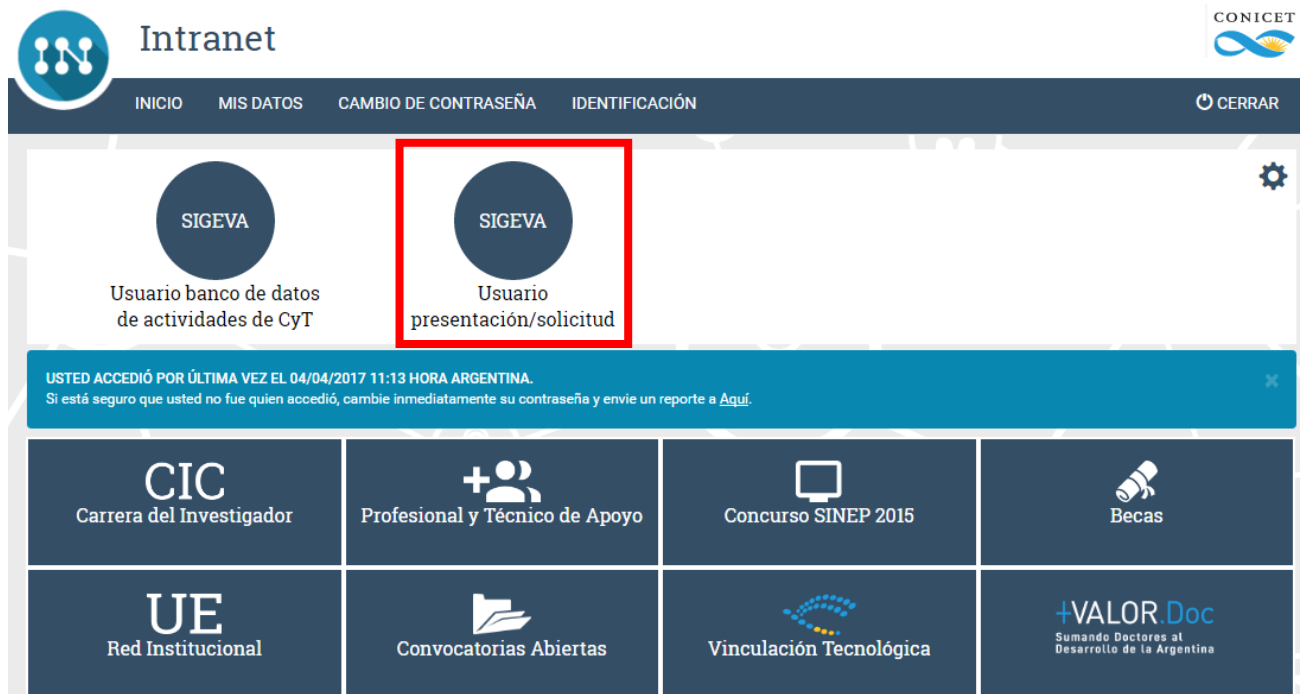 IN
Intranet
CONICET
INICIO MIS DATOS CAMBIO DE CONTRASEÑA IDENTIFICACIÓN CERRAR
SIGEVA
Usuario banco de datos
de actividades de CyT
SIGEVA
Usuario
presentación/solicitud
USTED ACCEDIÓ POR ÚLTIMA VEZ EL 04/04/2017 11:13 HORA ARGENTINA.
Si está seguro que usted no fue quien accedió, cambie inmediatamente su contraseña y envie un reporte a Aquí.
CIC
Carrera del Investigador
Profesional y Técnico de Apoyo
Concurso SINEP 2015
Becas
UE
Red Institucional
Convocatorias Abiertas
Vinculación Tecnológica
+VALOR.Doc
Sumando Doctores al
Desarrollo de la Argentina